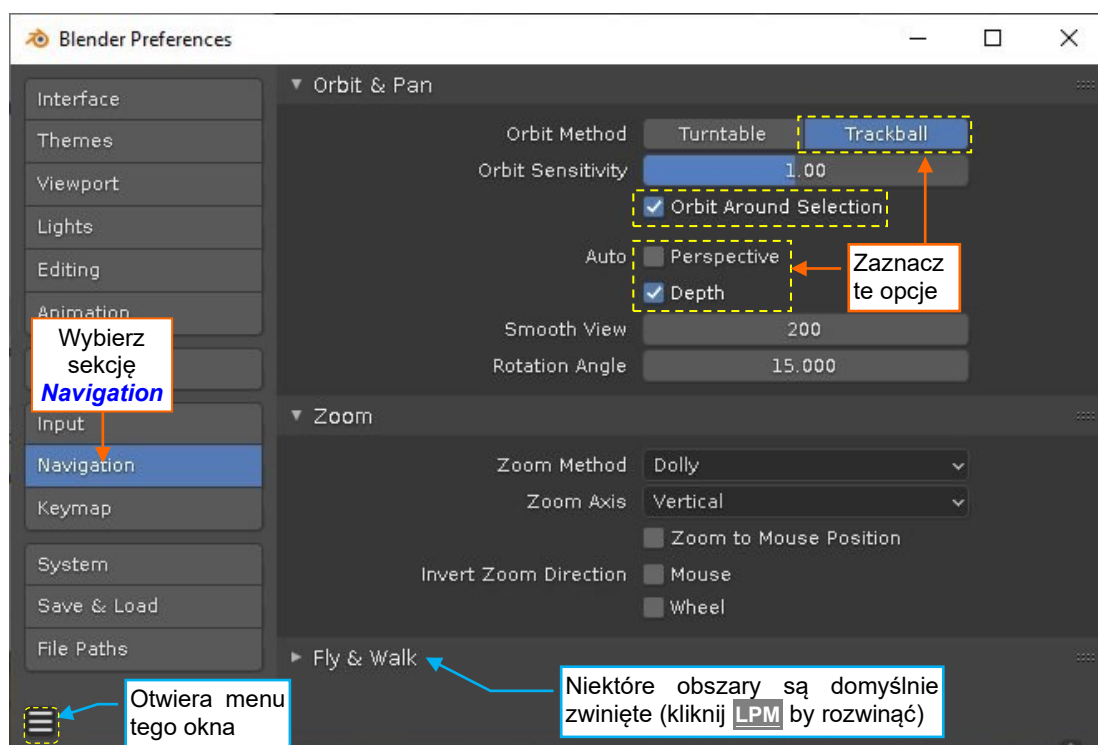 Blender Preferences
Interface
Themes
Viewport
Lights
Editing
Animation
Wybierz
sekcję
Navigation
Input
Navigation
Keymap
System
Save & Load
File Paths
Otwiera menu
tego okna
Orbit & Pan
Orbit Method Turntable Trackball
Orbit Sensitivity 1.00
Orbit Around Selection
Auto Perspective
Depth
Zaznacz
te opcje
Smooth View 200
Rotation Angle 15.000
Zoom
Zoom Method Dolly
Zoom Axis Vertical
Zoom to Mouse Position
Invert Zoom Direction Mouse
Wheel
Fly & Walk
Niektóre obszary są domyślnie
zwinięte (kliknij LPM by rozwinąć)